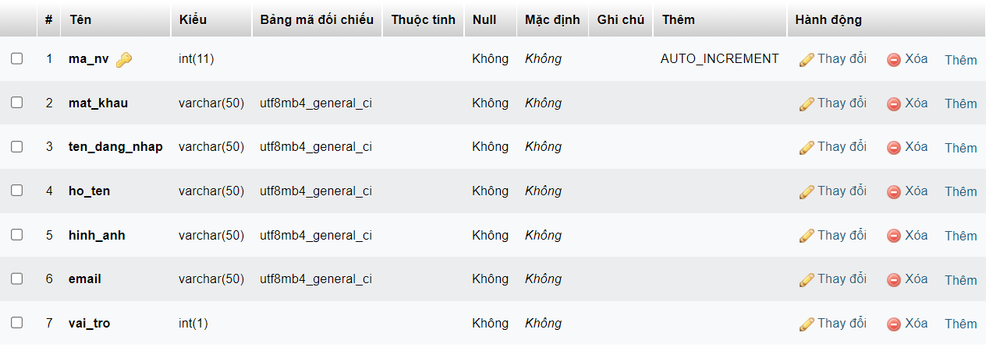 # Tên Kiểu Bảng mã đối chiếu Thuộc tính Null Mặc định Ghi chú Thêm Hành động
1 ma_nv int(11) Không Không AUTO_INCREMENT Thay đổi Xóa Thêm
2 mat_khau varchar(50) utf8mb4_general_ci Không Không Thay đổi Xóa Thêm
3 ten_dang_nhap varchar(50) utf8mb4_general_ci Không Không Thay đổi Xóa Thêm
4 ho_ten varchar(50) utf8mb4_general_ci Không Không Thay đổi Xóa Thêm
5 hinh_anh varchar(50) utf8mb4_general_ci Không Không Thay đổi Xóa Thêm
6 email varchar(50) utf8mb4_general_ci Không Không Thay đổi Xóa Thêm
7 vai_tro int(1) Không Không Thay đổi Xóa Thêm